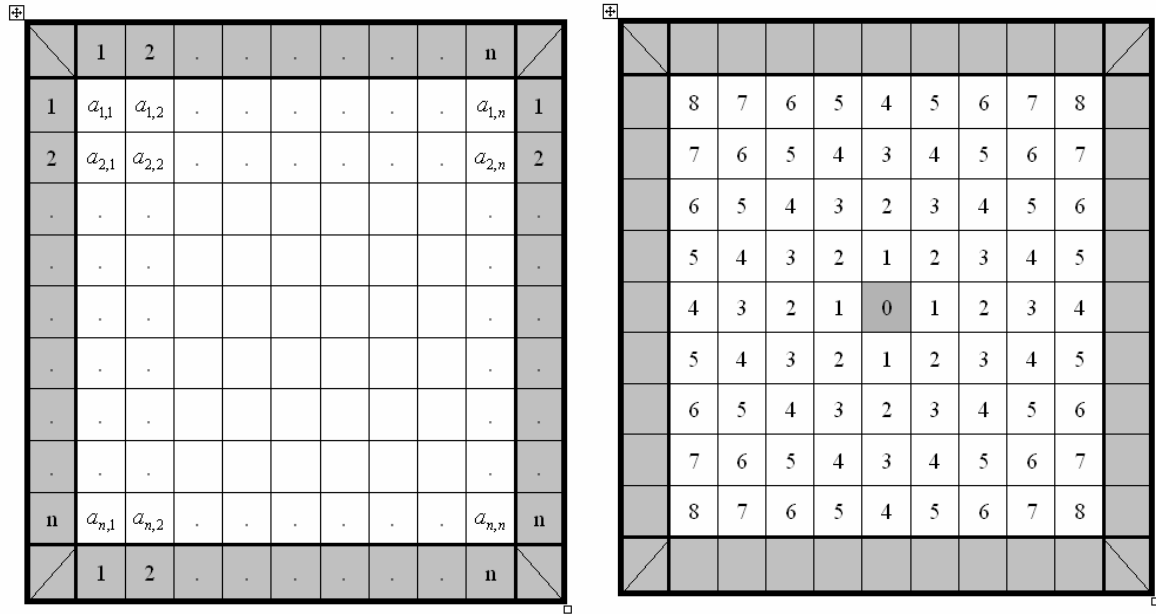 1 2 . . . . . . n
1 a1,1 a1,2 . . . . . . a1,n 1
2 a2,1 a2,2 . . . . . . a2,n 2
. . . . .
. . . . .
. . . . .
. . . . .
. . . . .
. . . . .
n an,1 an,2 . . . . . . an,n n
1 2 . . . . . . n
8 7 6 5 4 5 6 7 8
7 6 5 4 3 4 5 6 7
6 5 4 3 2 3 4 5 6
5 4 3 2 1 2 3 4 5
4 3 2 1 0 1 2 3 4
5 4 3 2 1 2 3 4 5
6 5 4 3 2 3 4 5 6
7 6 5 4 3 4 5 6 7
8 7 6 5 4 5 6 7 8